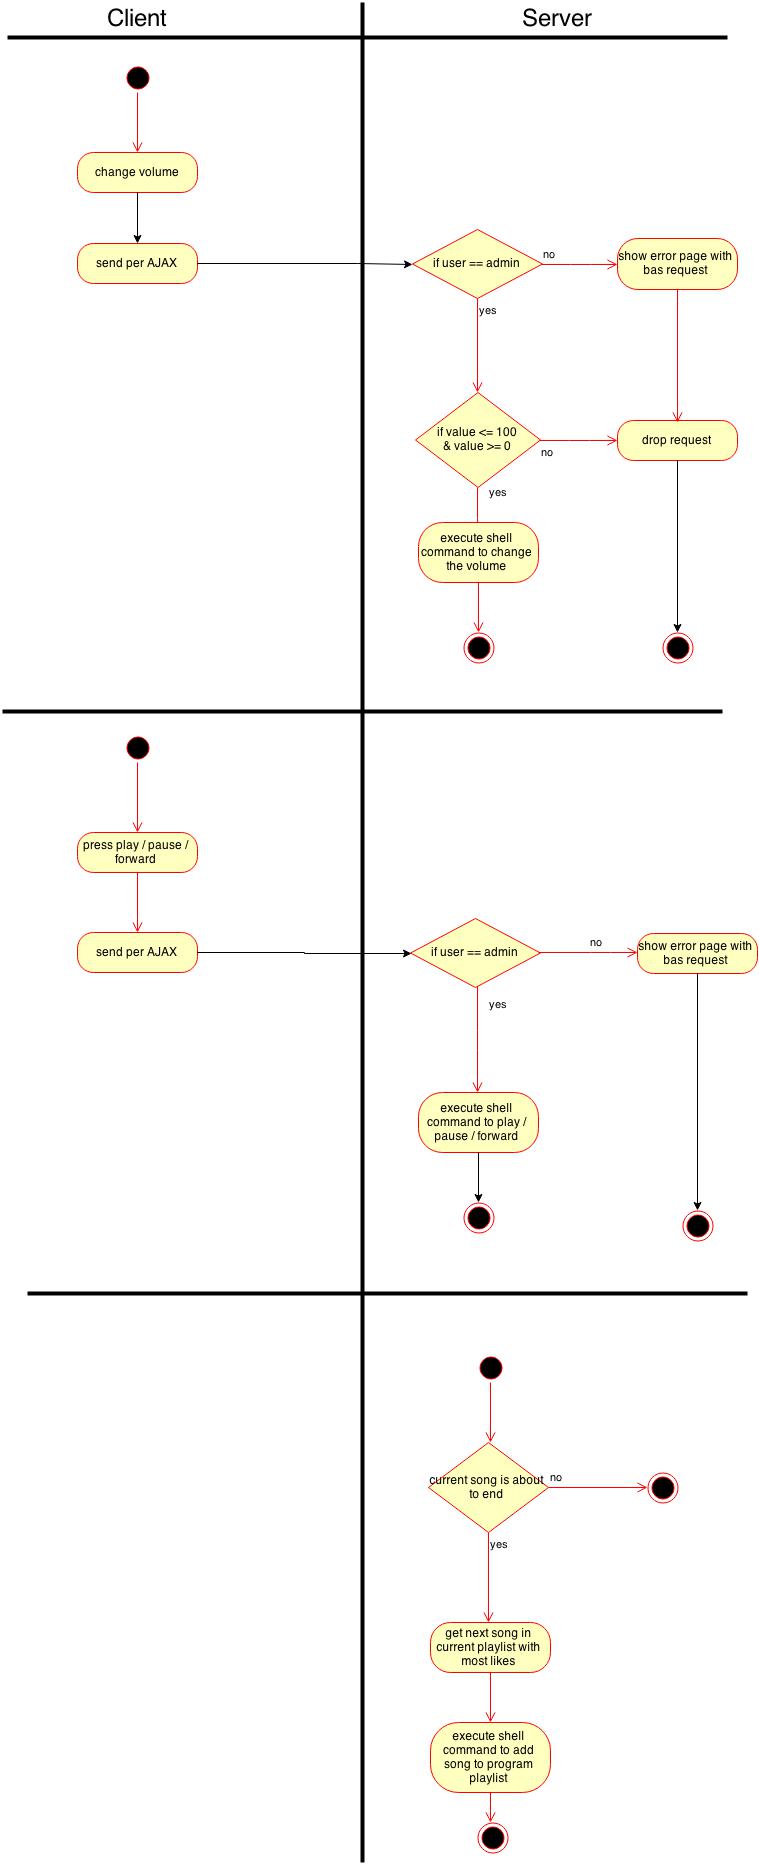 Client
Server
change volume
send per AJAX
if user == admin
no
show error page with
bas request
yes
if value <= 100
& value >= 0
no
drop request
yes
execute shell
command to change
the volume
press play / pause /
forward
send per AJAX
if user == admin
no
show error page with
bas request
yes
execute shell
command to play /
pause / forward
current song is about
to end
no
yes
get next song in
current playlist with
most likes
execute shell
command to add
song to program
playlist